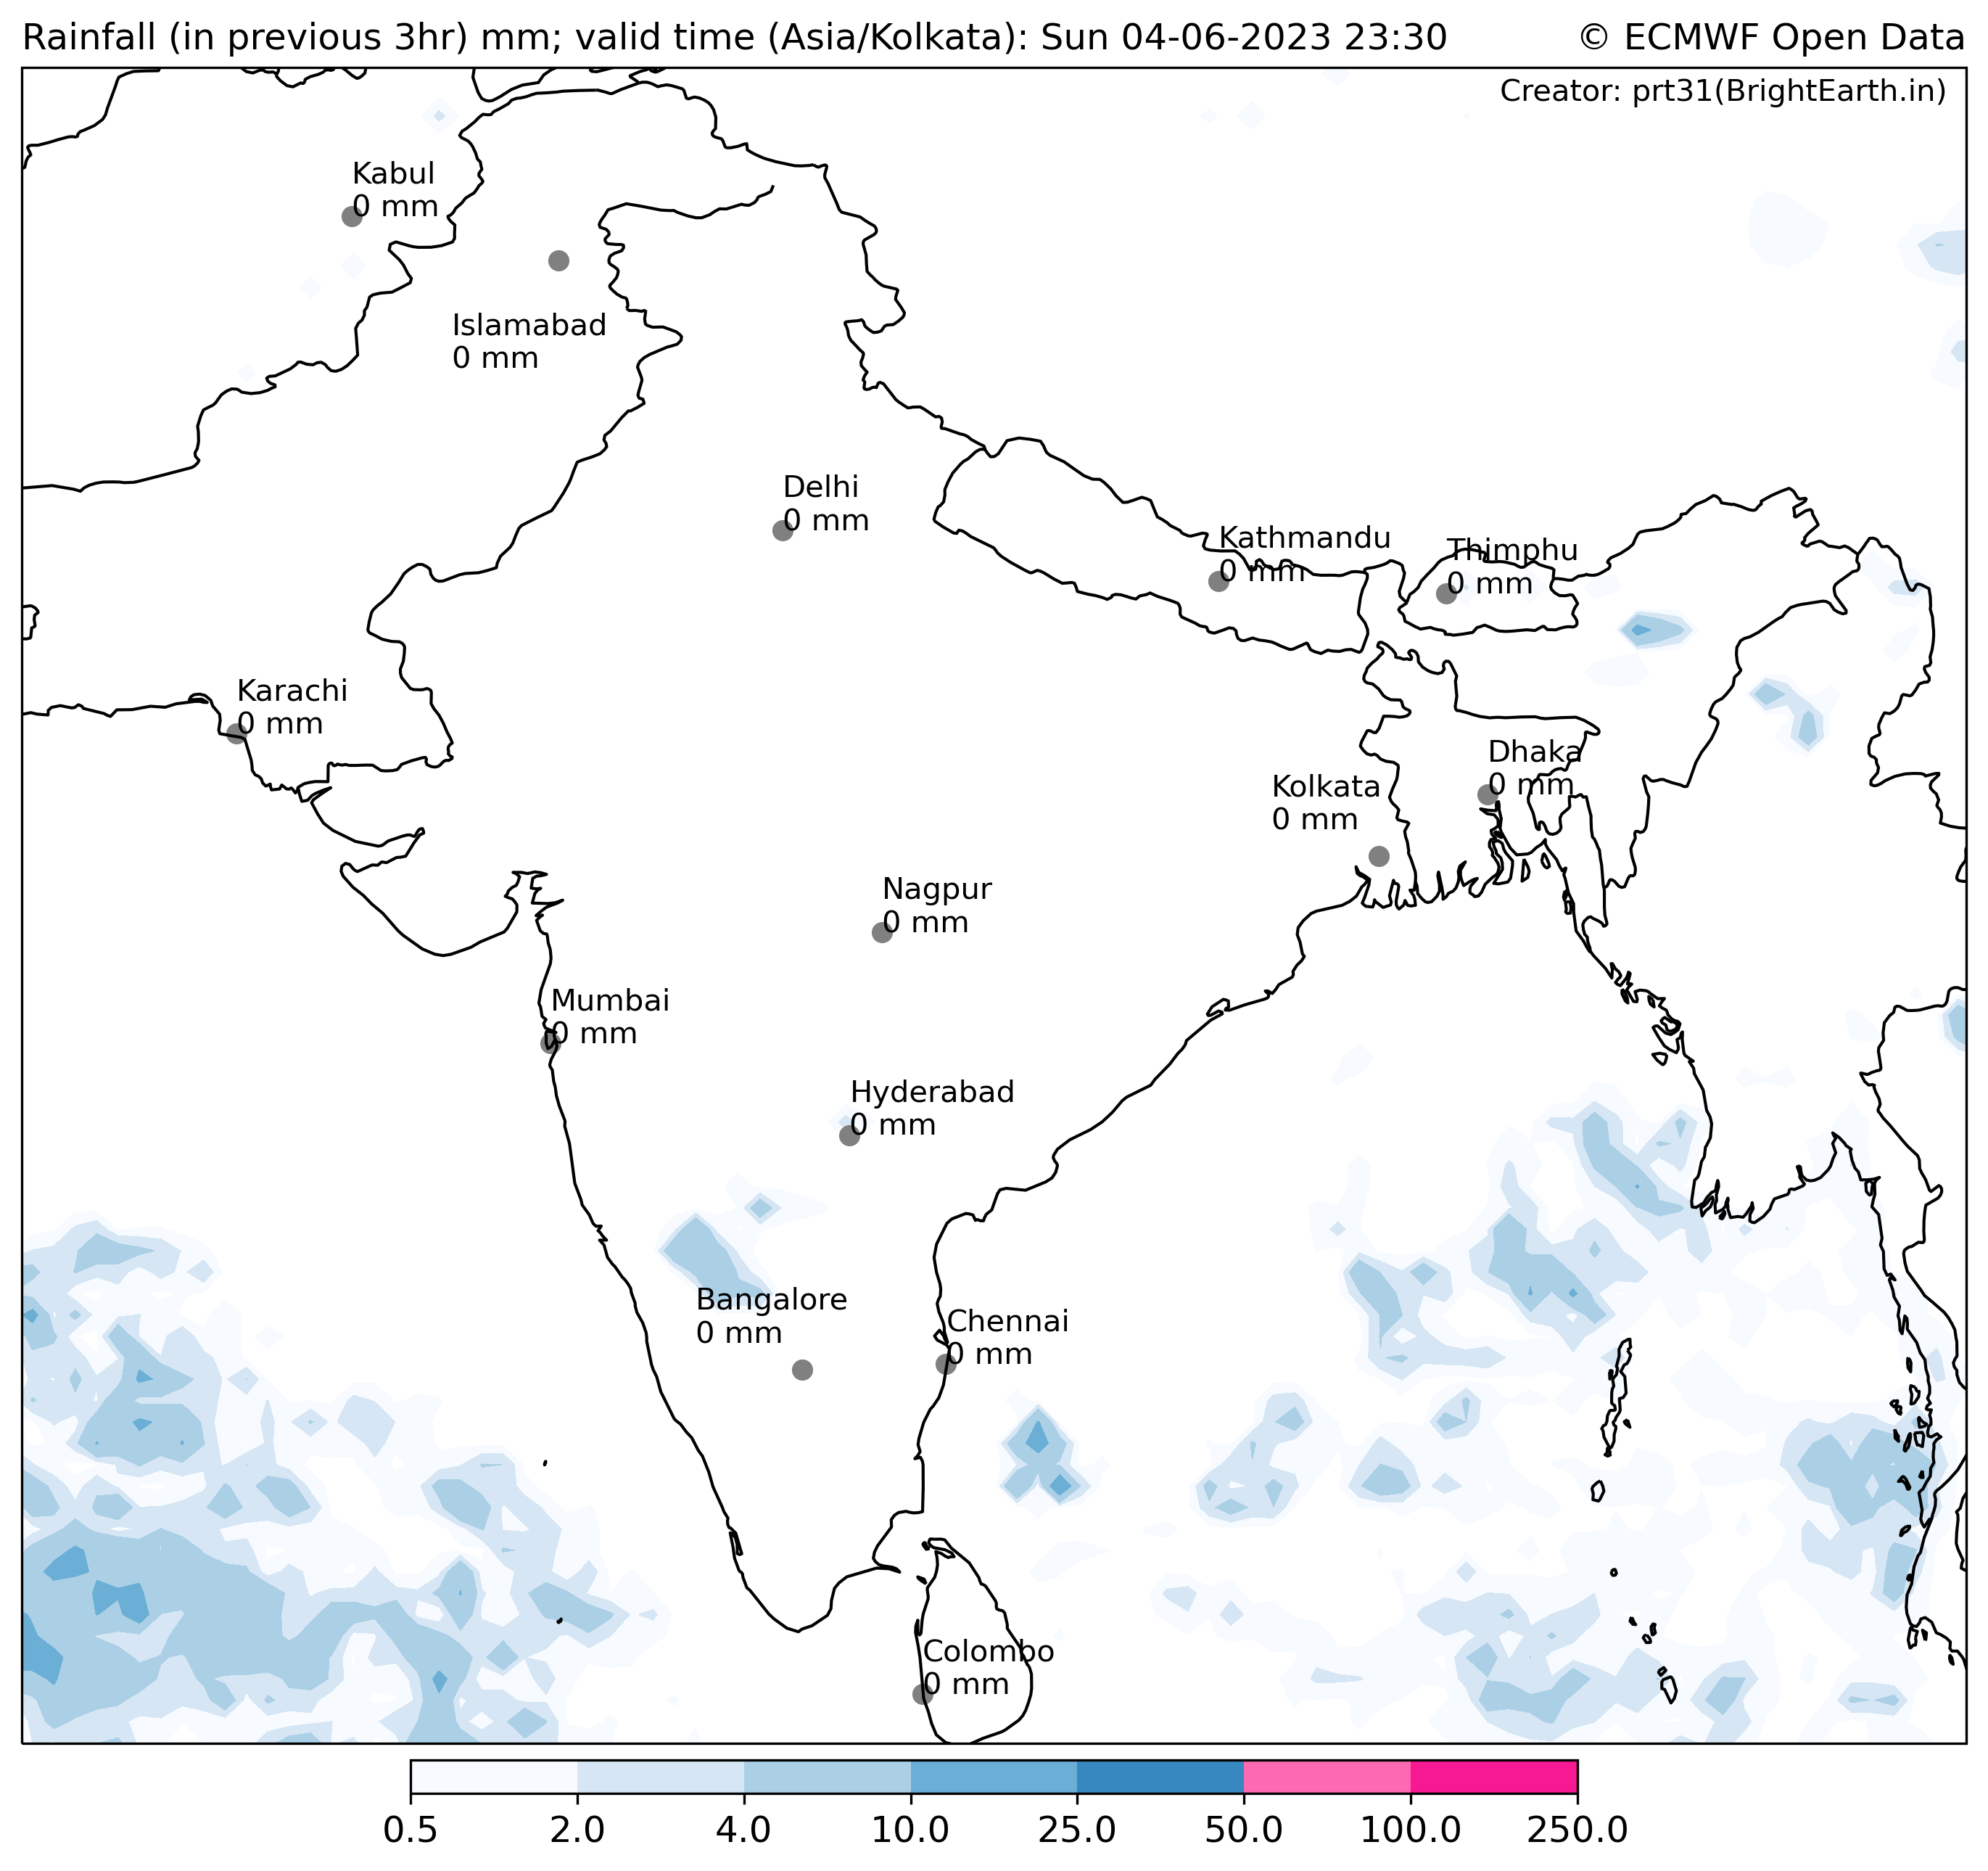 Rainfall (in previous 3hr) mm; valid time (Asia/Kolkata): Sun 04-06-2023 23:30
© ECMWF Open Data
Creator: prt31(BrightEarth.in)
Kabul
0 mm
Islamabad
0 mm
Delhi
0 mm
Kathmandu
0 mm
Thimphu
0 mm
Karachi
0 mm
Dhaka
0 mm
Kolkata
0 mm
Nagpur
0 mm
Mumbai
0 mm
Hyderabad
0 mm
Bangalore
0 mm
Chennai
0 mm
Colombo
0 mm
0.5 2.0 4.0 10.0 25.0 50.0 100.0 250.0